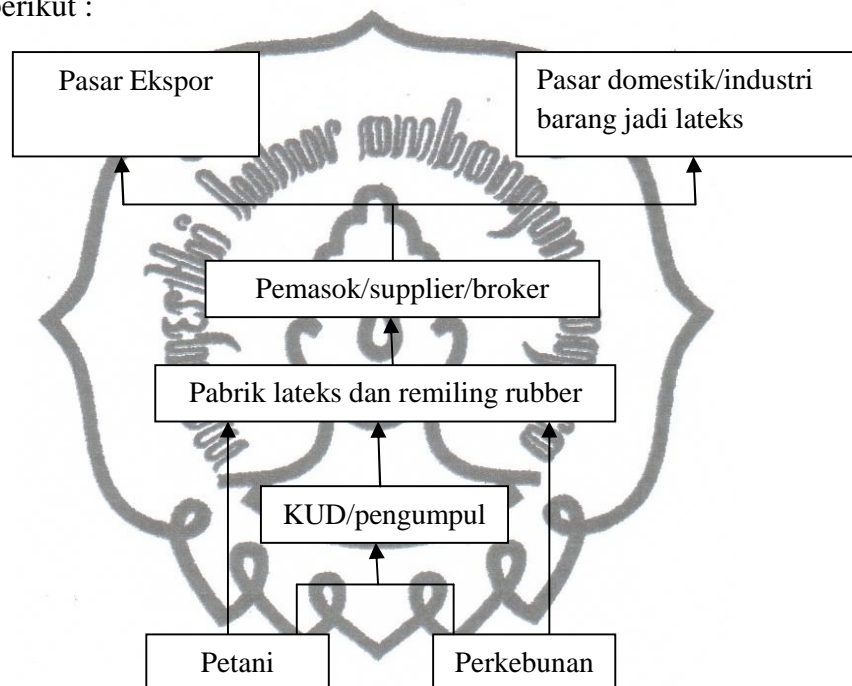 berikut :
Pasar Ekspor
Pasar domestik/industri
barang jadi lateks
Pemasok/supplier/broker
Pabrik lateks dan remiling rubber
KUD/pengumpul
Petani
Perkebunan